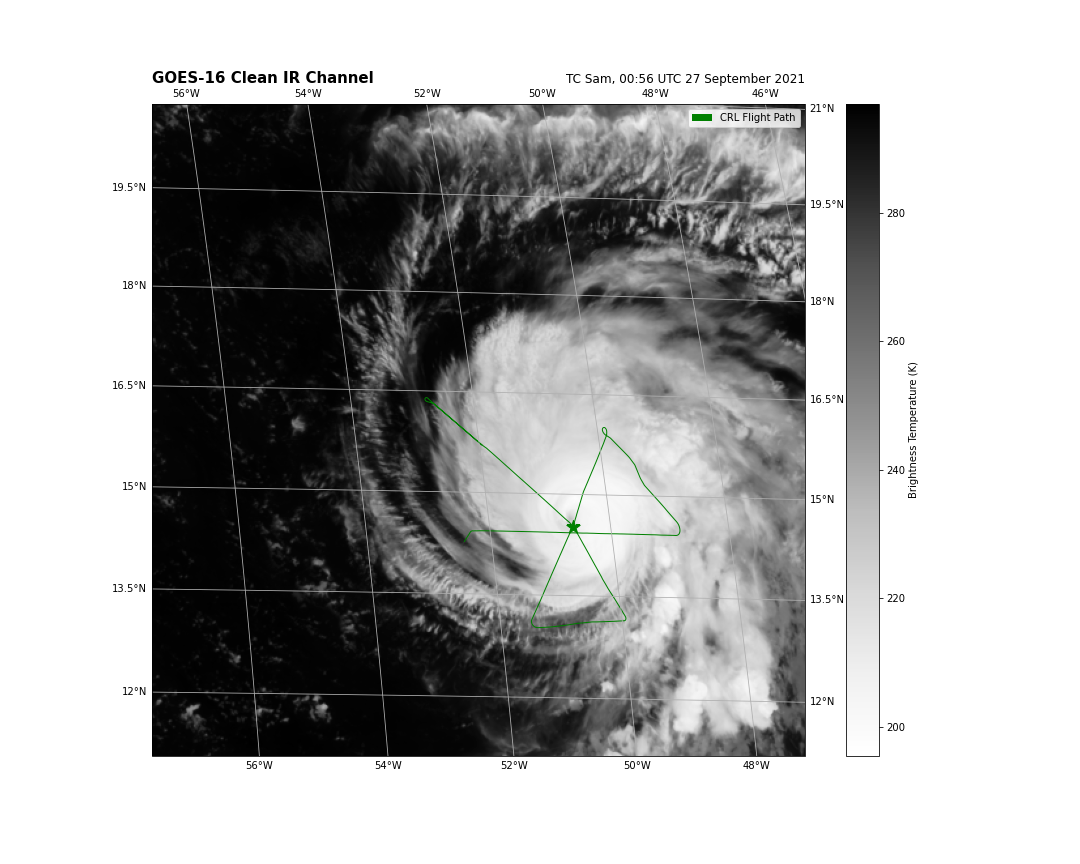 GOES-16 Clean IR Channel
TC Sam, 00:56 UTC 27 September 2021
56°W 54°W 52°W 50°W 48°W 46°W
21°N
CRL Flight Path
19.5°N
19.5°N
280
18°N
18°N
260
16.5°N
16.5°N
Brightness Temperature (K)
240
15°N
15°N
220
13.5°N
13.5°N
12°N
12°N
200
56°W 54°W 52°W 50°W 48°W